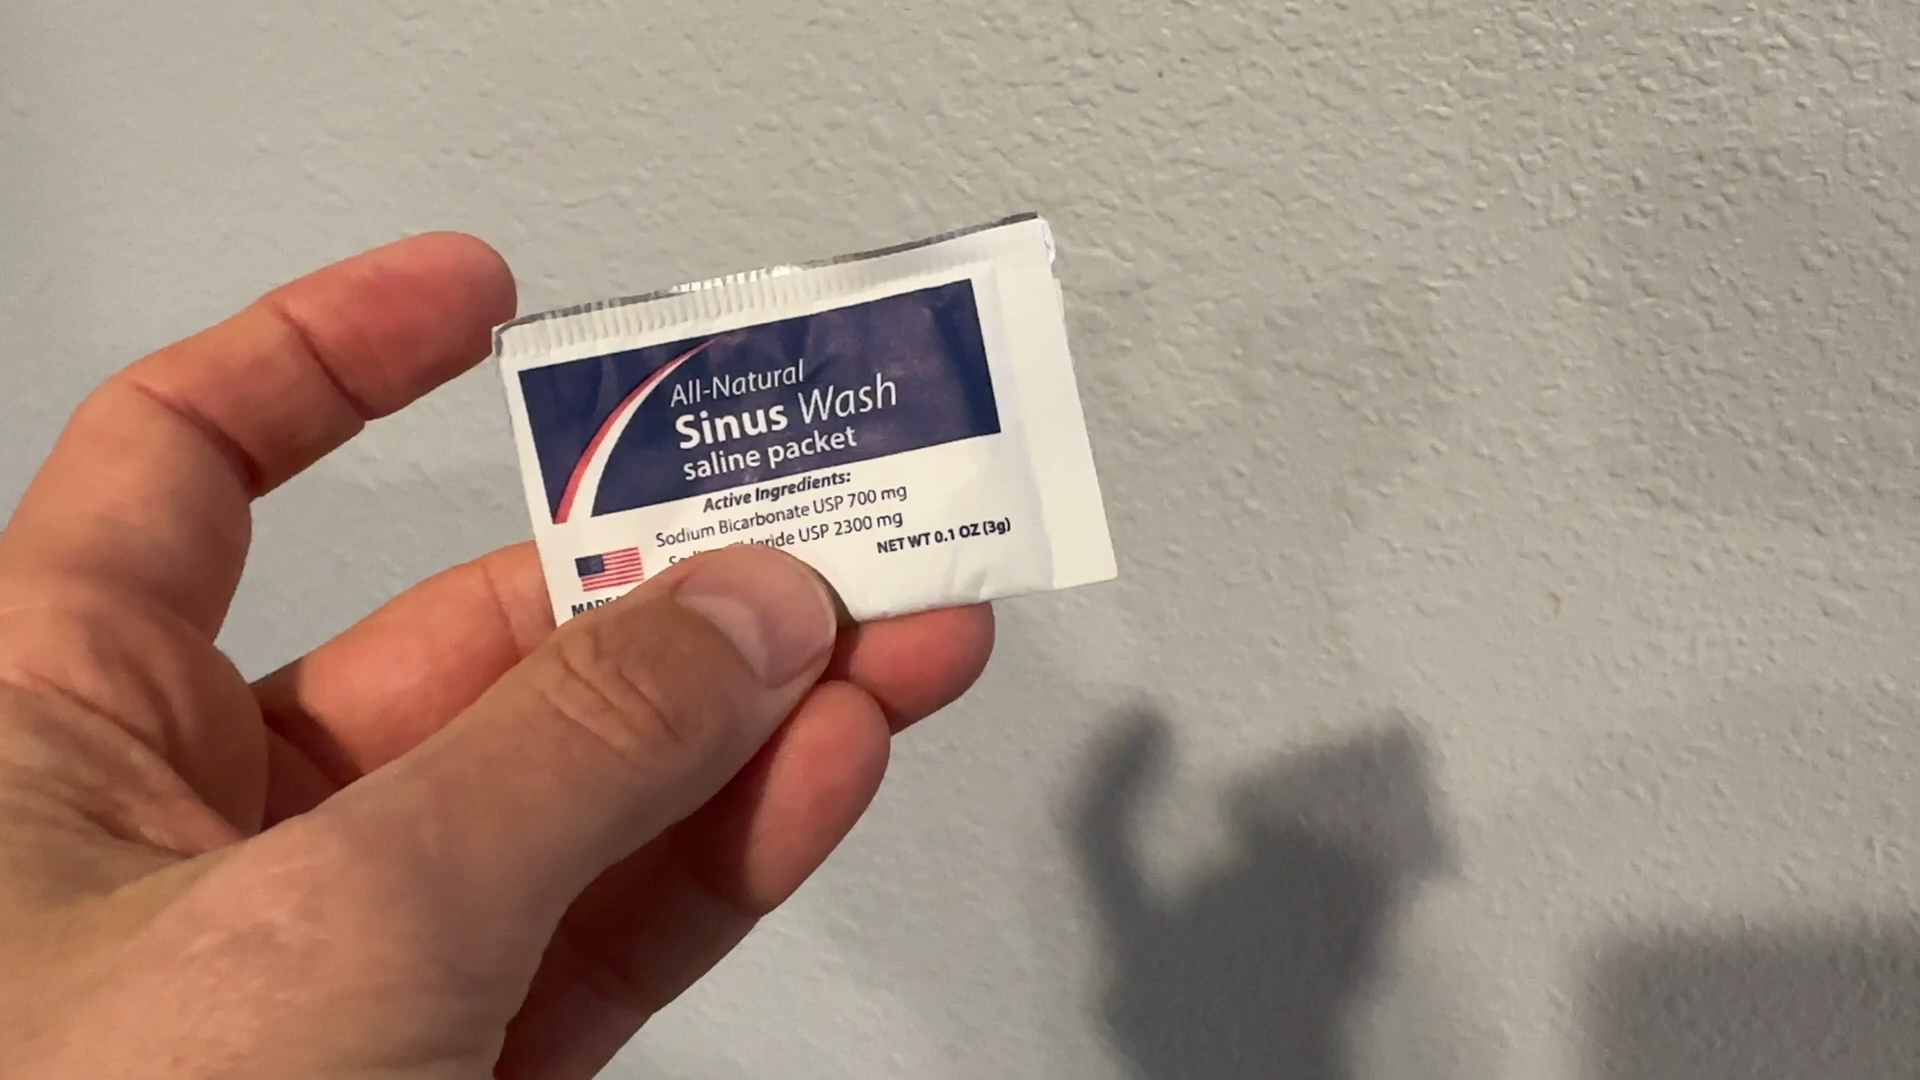 All-Natural
Sinus Wash
saline packet
Active Ingredients:
Sodium Bicarbonate USP 700 mg
USP 2300 mg
NET WT 0.1 OZ (3g)